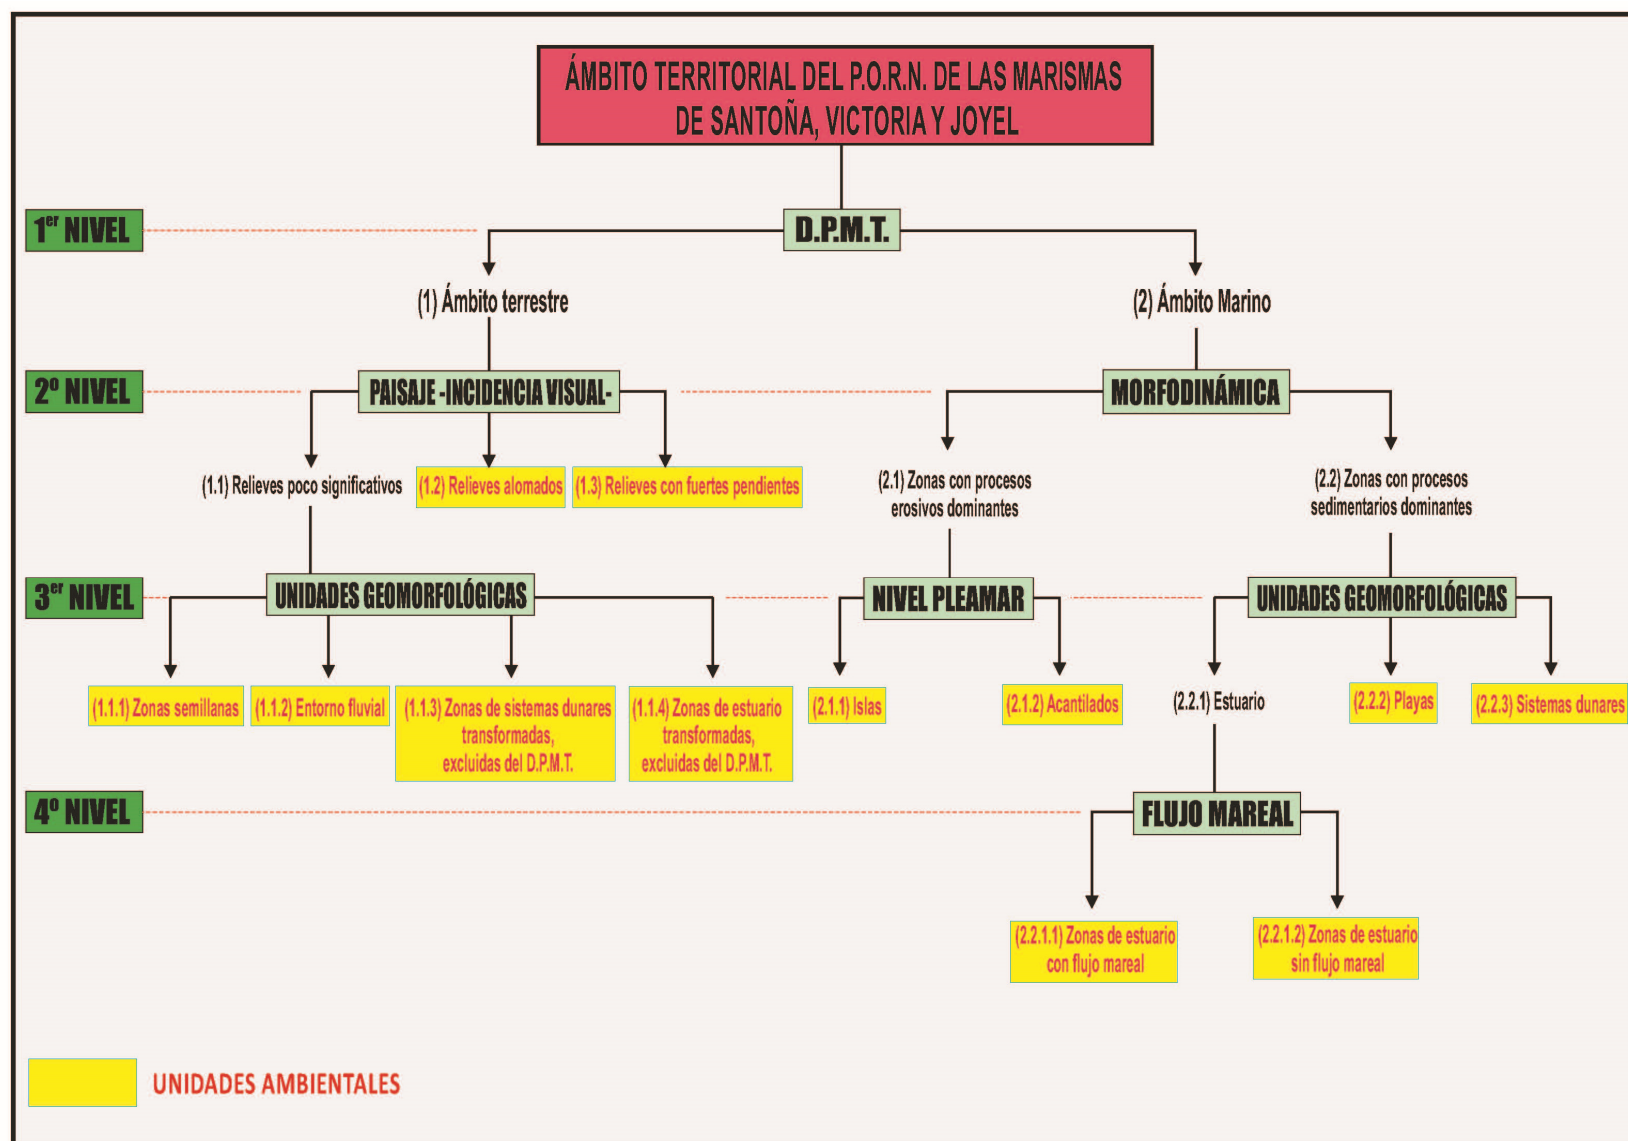 ÁMBITO TERRITORIAL DEL P.O.R.N. DE LAS MARISMAS
DE SANTOÑA, VICTORIA Y JOYEL
1er NIVEL
D.P.M.T.
(1) Ámbito terrestre
(2) Ámbito Marino
2º NIVEL
PAISAJE -INCIDENCIA VISUAL-
MORFODINÁMICA
(1.1) Relieves poco significativos
(1.2) Relieves alomados
(1.3) Relieves con fuertes pendientes
(2.1) Zonas con procesos
erosivos dominantes
(2.2) Zonas con procesos
sedimentarios dominantes
3er NIVEL
UNIDADES GEOMORFOLÓGICAS
NIVEL PLEAMAR
UNIDADES GEOMORFOLÓGICAS
(1.1.1) Zonas semillanas
(1.1.2) Entorno fluvial
(1.1.3) Zonas de sistemas dunares
transformadas,
excluidas del D.P.M.T.
(1.1.4) Zonas de estuario
transformadas,
excluidas del D.P.M.T.
(2.1.1) Islas
(2.1.2) Acantilados
(2.2.1) Estuario
(2.2.2) Playas
(2.2.3) Sistemas dunares
4º NIVEL
FLUJO MAREAL
(2.2.1.1) Zonas de estuario
con flujo mareal
(2.2.1.2) Zonas de estuario
sin flujo mareal
UNIDADES AMBIENTALES